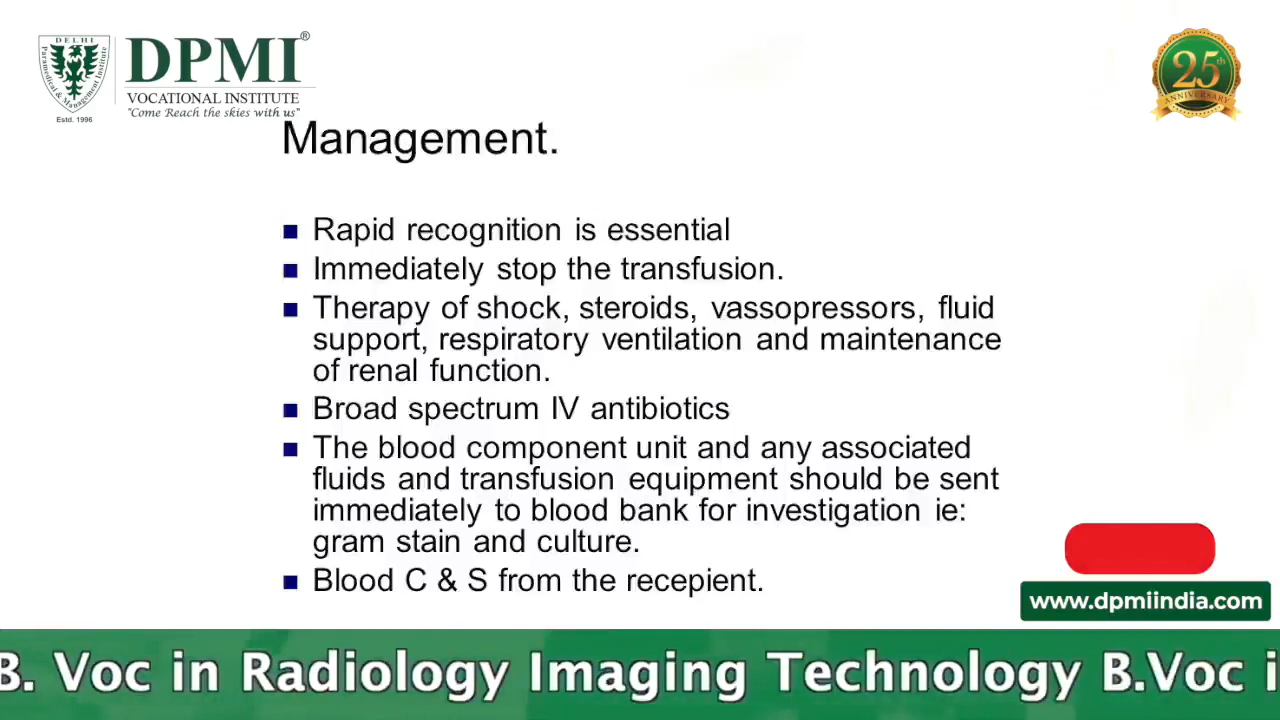 DELHI
Paramedical & Management Institute
Estd. 1996
DPMI®
VOCATIONAL INSTITUTE
"Come Reach the skies with us"
25th
ANNIVERSARY
Management.
Rapid recognition is essential
Immediately stop the transfusion.
Therapy of shock, steroids, vassopressors, fluid
support, respiratory ventilation and maintenance
of renal function.
Broad spectrum IV antibiotics
The blood component unit and any associated
fluids and transfusion equipment should be sent
immediately to blood bank for investigation ie:
gram stain and culture.
Blood C & S from the recepient.
www.dpmiindia.com
B. Voc in Radiology Imaging Technology B.Voc i